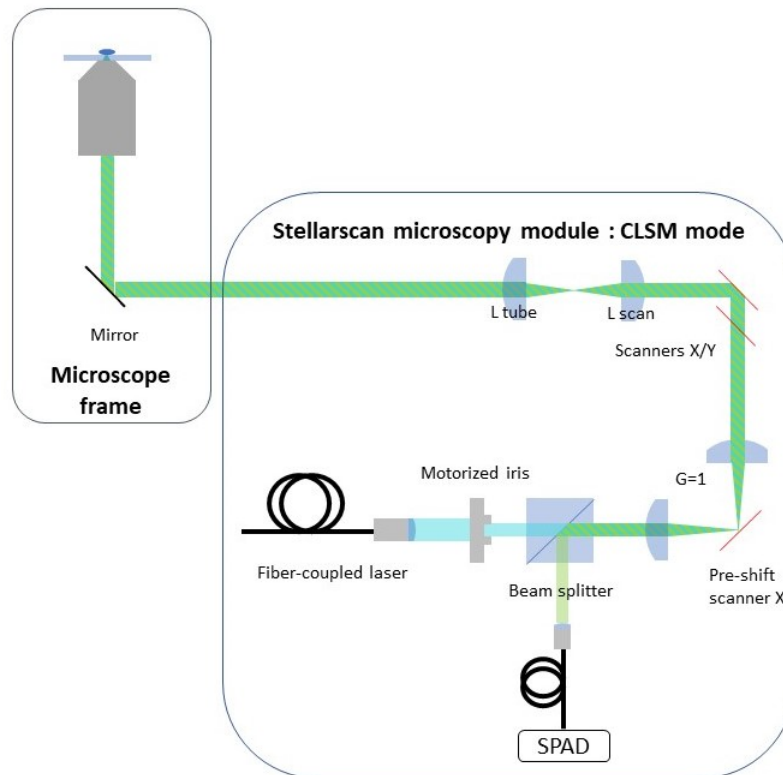 Stellarscan microscopy module : CLSM mode
L tube
L scan
Mirror
Scanners X/Y
Microscope
frame
Motorized iris
G=1
Fiber-coupled laser
Beam splitter
Pre-shift
scanner X
SPAD